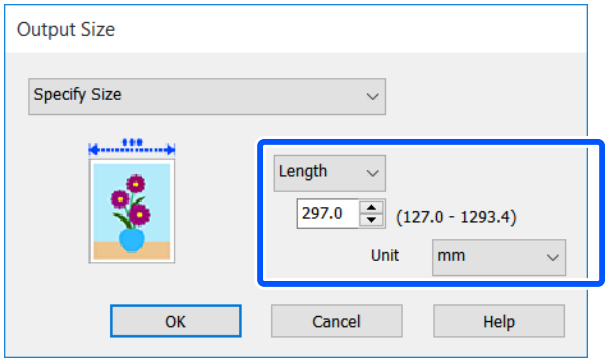 Output Size
Specify Size
Length
297.0 (127.0 - 1293.4)
Unit mm
OK Cancel Help